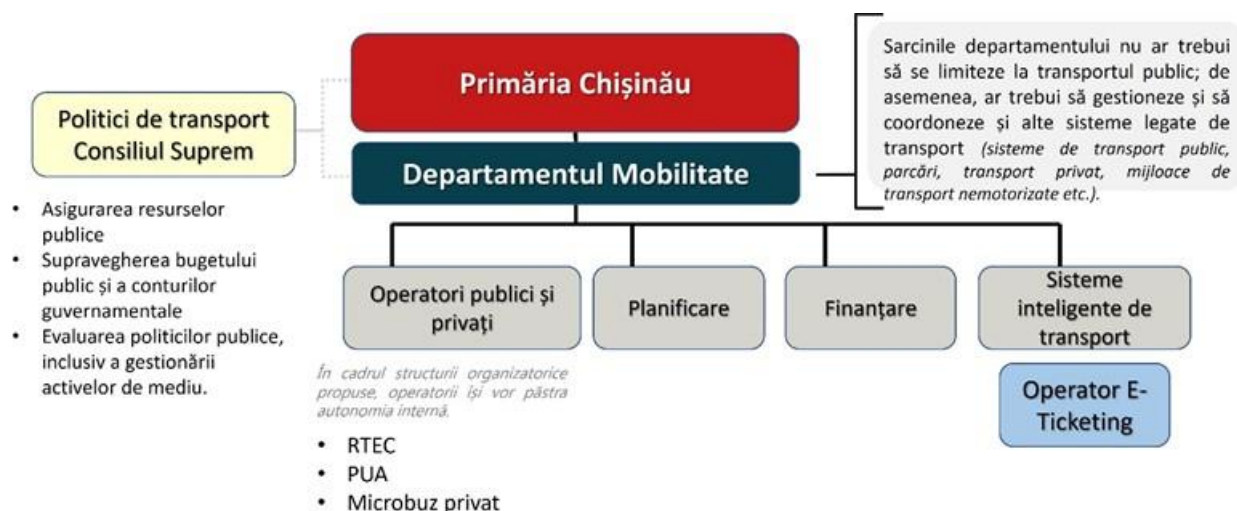 Primăria Chișinău
Departamentul Mobilitate
Politici de transport
Consiliul Suprem
• Asigurarea resurselor
publice
• Supravegherea bugetului
public și a conturilor
guvernamentale
• Evaluarea politicilor publice,
inclusiv a gestionării
activelor de mediu.
Sarcinile departamentului nu ar trebui
să se limiteze la transportul public; de
asemenea, ar trebui să gestioneze și să
coordoneze și alte sisteme legate de
transport (sisteme de transport public,
parcări, transport privat, mijloace de
transport nemotorizate etc.).
Operatori publici și
privați
Planificare
Finanțare
Sisteme
inteligente de
transport
În cadrul structurii organizatorice
propuse, operatorii își vor păstra
autonomia internă.
• RTEC
• PUA
• Microbuz privat
Operator E-
Ticketing